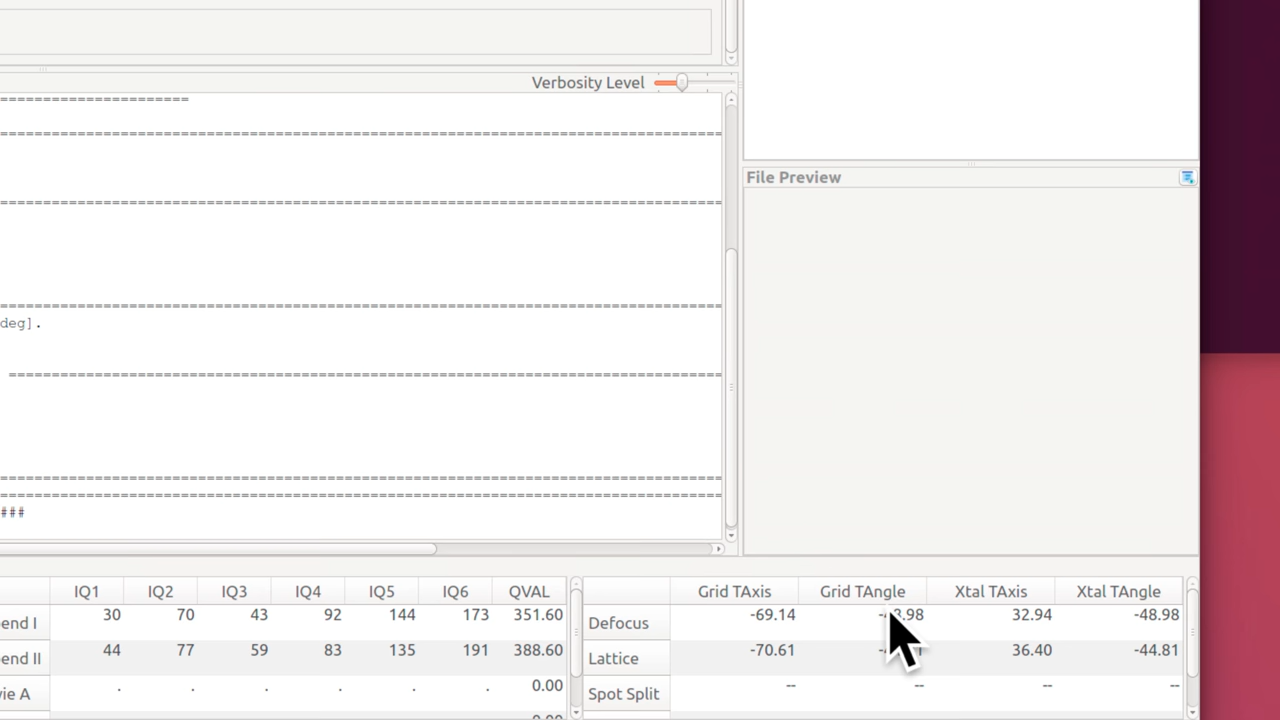 Verbosity Level
=====================
File Preview
deg].
###
IQ1 IQ2 IQ3 IQ4 IQ5 IQ6 QVAL
end I 30 70 43 92 144 173 351.60
end II 44 77 59 83 135 191 388.60
ie A . . . . . . 0.00
Grid TAxis Grid TAngle Xtal TAxis Xtal TAngle
Defocus -69.14 32.94 -48.98
Lattice -70.61 36.40 -44.81
Spot Split -- -- -- --